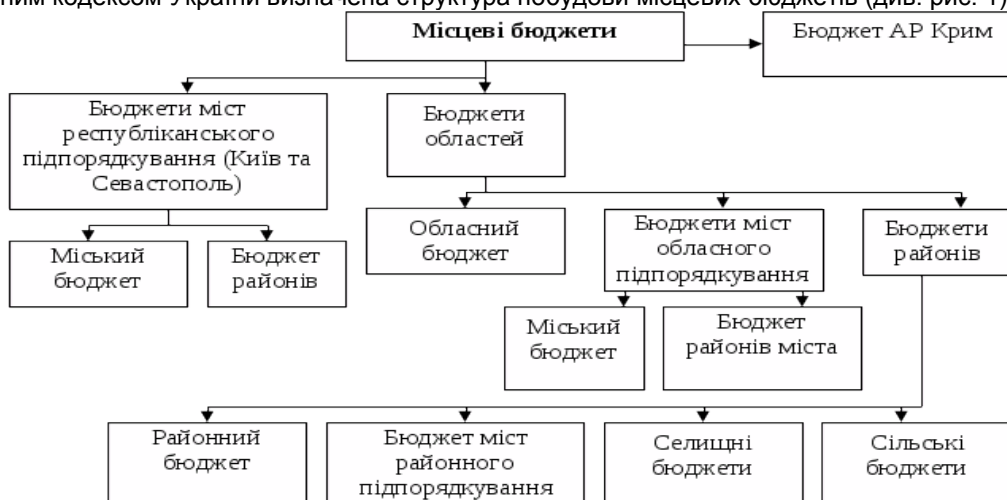 ним кодексом України визначена структура побудови місцевих бюджетів (див. рис. 1)
Місцеві бюджети
Бюджет АР Крим
Бюджети міст
республіканського
підпорядкування (Київ та
Севастополь)
Бюджети
областей
Міський
бюджет
Бюджет
районів
Обласний
бюджет
Бюджети міст
обласного
підпорядкування
Бюджети
районів
Міський
бюджет
Бюджет
районів міста
Районний
бюджет
Бюджет міст
районного
підпорядкування
Селищні
бюджети
Сільські
бюджети